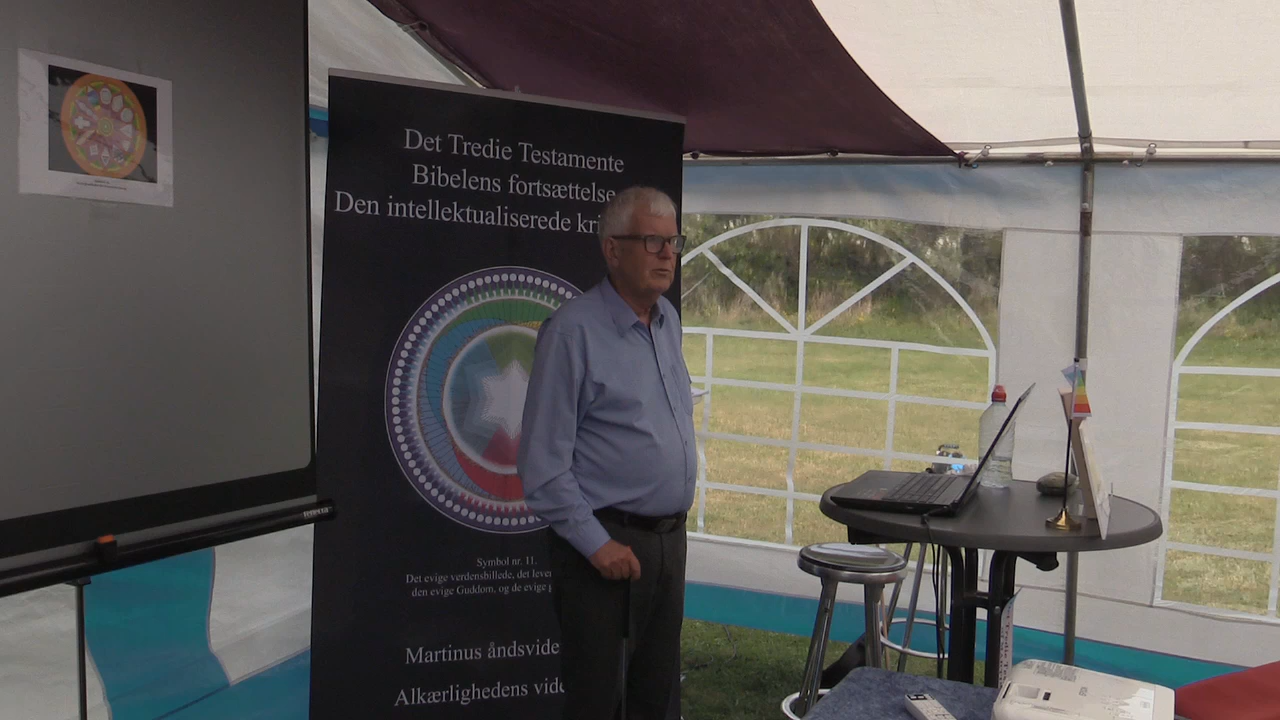 Det Tredie Testamente
Bibelens fortsættelse
Den intellektualiserede kri
Symbol nr. 11.
Det evige verdensbillede, det leve
den evige Guddom, og de evige
Martinus åndsvide
Alkærlighedens vide